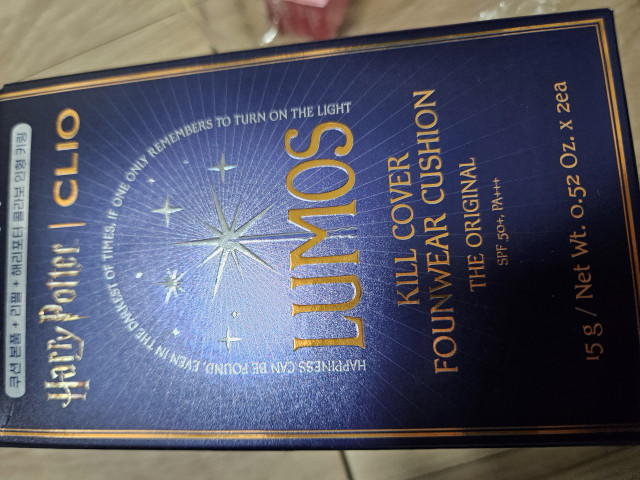 쿠션 본품 + 리필 + 해리포터 콜라보 인형 키링
Harry Potter | CLIO
HAPPINESS CAN BE FOUND, EVEN IN THE DARKEST OF TIMES, IF ONE ONLY REMEMBERS TO TURN ON THE LIGHT
LUMOS
KILL COVER
FOUNWEAR CUSHION
THE ORIGINAL
SPF 50+, PA+++
15 g / Net Wt. 0.52 Oz. x 2ea